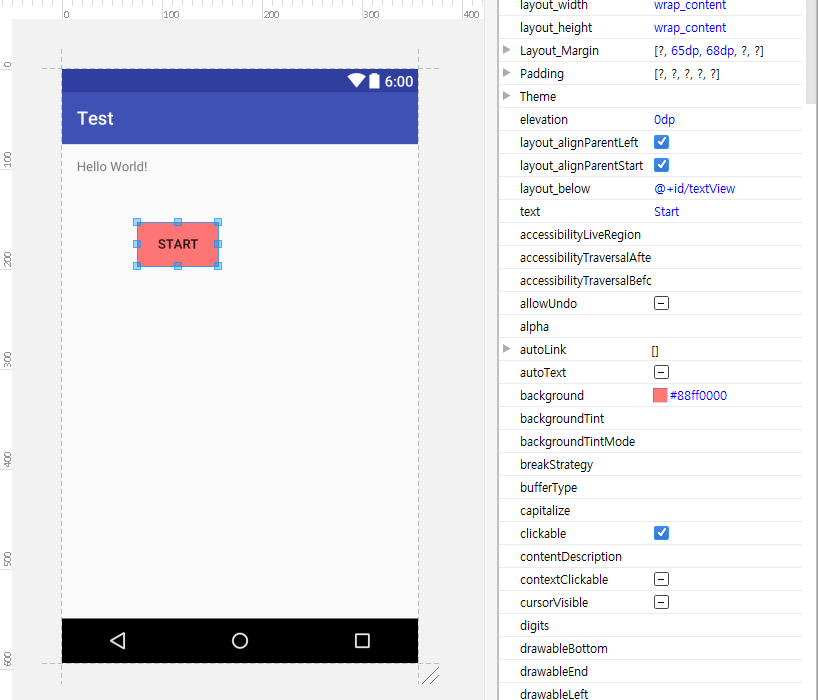 0 100 200 300 400
0
100
200
300
400
500
600
6:00
Test
Hello World!
START
layout_width wrap_content
layout_height wrap_content
Layout_Margin [?, 65dp, 68dp, ?, ?]
Padding [?, ?, ?, ?, ?]
Theme
elevation 0dp
layout_alignParentLeft
layout_alignParentStart
layout_below @+id/textView
text Start
accessibilityLiveRegion
accessibilityTraversalAfte
accessibilityTraversalBefc
allowUndo
alpha
autoLink []
autoText
background #88ff0000
backgroundTint
backgroundTintMode
breakStrategy
bufferType
capitalize
clickable
contentDescription
contextClickable
cursorVisible
digits
drawableBottom
drawableEnd
drawableLeft